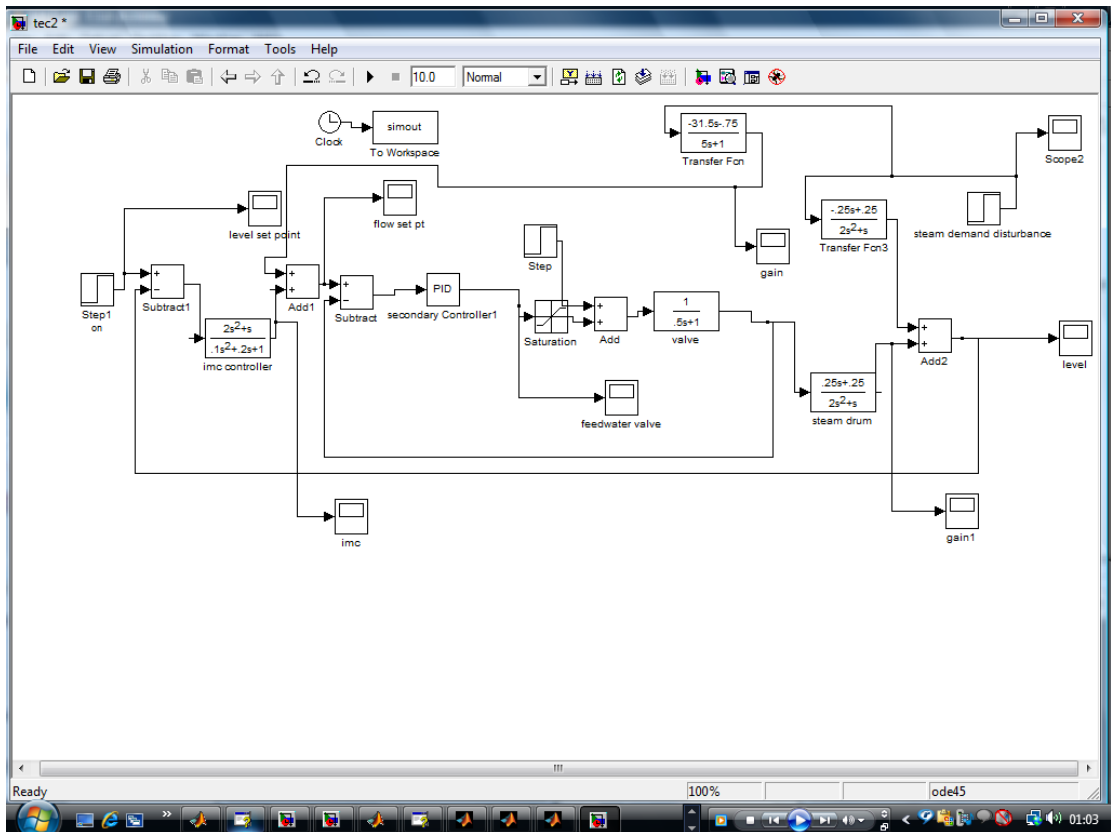 tec2 *
File Edit View Simulation Format Tools Help
10.0 Normal
Clock
simout
To Workspace
-31.5s-.75
5s+1
Transfer Fcn
Scope2
level set point
flow set pt
-.25s+.25
2s2+s
Transfer Fcn3
steam demand disturbance
Step
gain
Step1
on
+
−
Subtract1
+
+
Add1
+
−
Subtract
PID
secondary Controller1
Saturation
+
+
Add
1
.5s+1
valve
2s2+s
.1s2+.2s+1
imc controller
+
+
Add2
level
.25s+.25
2s2+s
steam drum
feedwater valve
imc
gain1
Ready 100% ode45
» 01:03